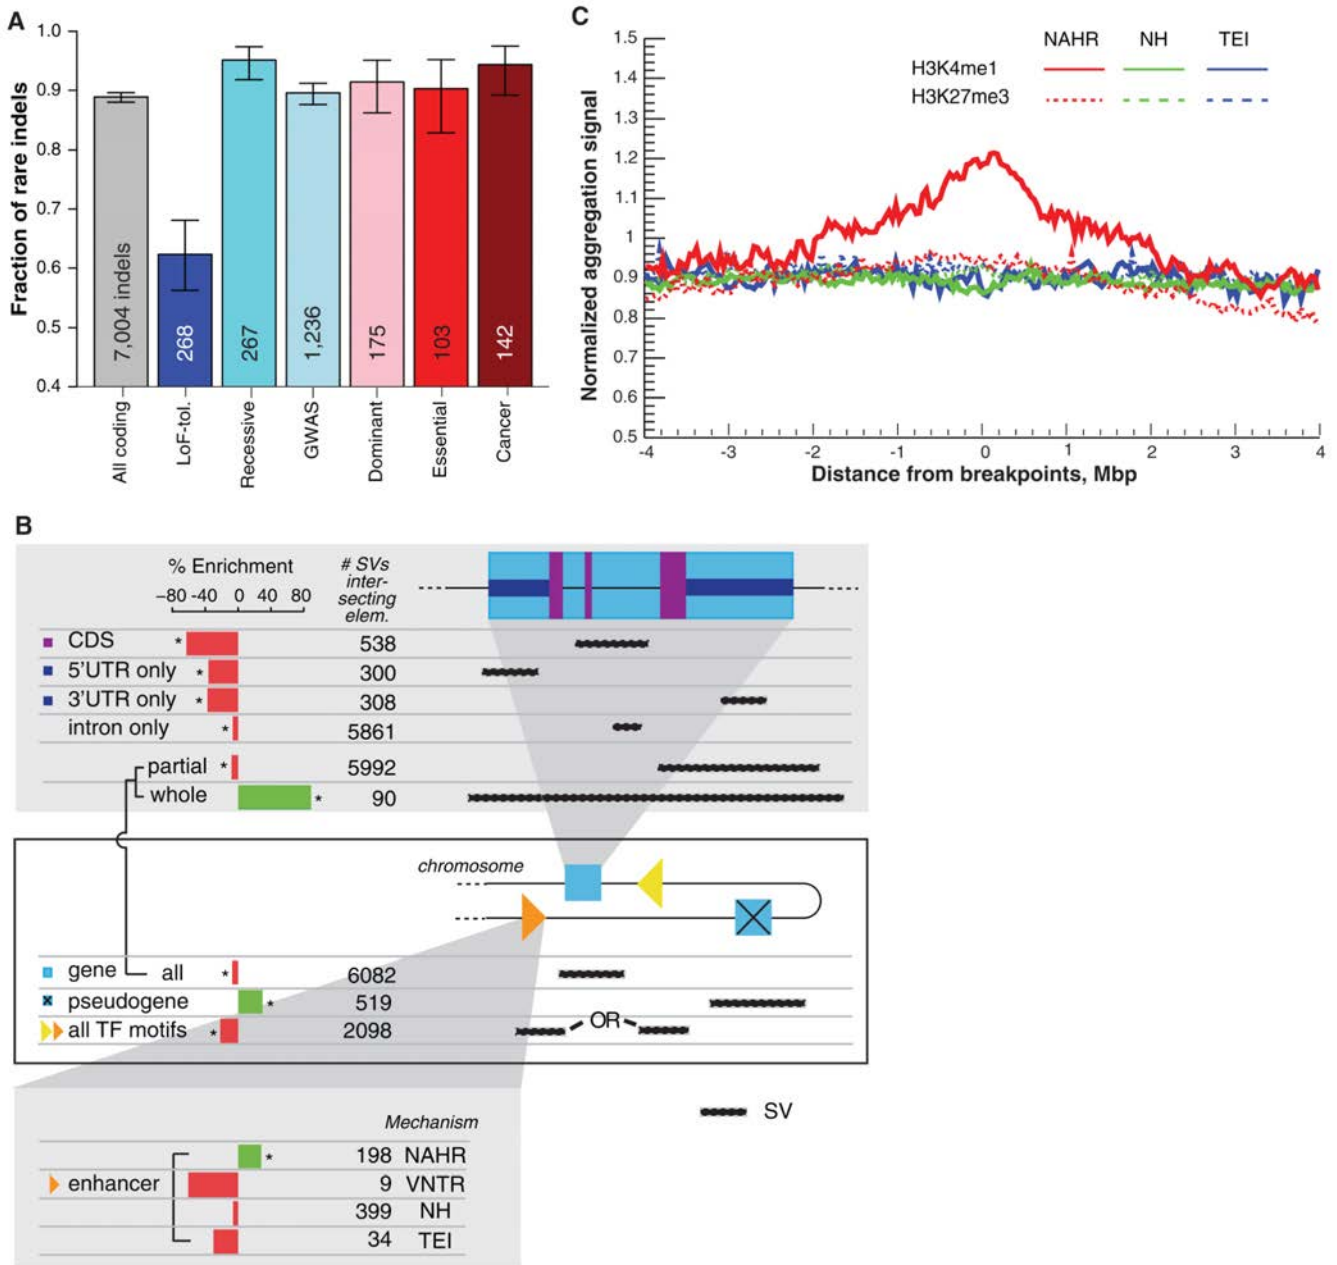 A
1.0
0.9
0.8
0.7
0.6
0.5
0.4
Fraction of rare indels
7,004 indels
268
267
1,236
175
103
142
All coding
LoF-tol.
Recessive
GWAS
Dominant
Essential
Cancer
C
NAHR NH TEI
H3K4me1
H3K27me3
1.5
1.4
1.3
1.2
1.1
1
0.9
0.8
0.7
0.6
0.5
Normalized aggregation signal
-4 -3 -2 -1 0 1 2 3 4
Distance from breakpoints, Mbp
B
% Enrichment
−80 −40 0 40 80
# SVs
inter-
secting
elem.
CDS * 538
5'UTR only * 300
3'UTR only * 308
intron only * 5861
partial * 5992
whole * 90
chromosome
gene all * 6082
pseudogene * 519
all TF motifs * 2098
OR
SV
Mechanism
* 198 NAHR
enhancer 9 VNTR
399 NH
34 TEI